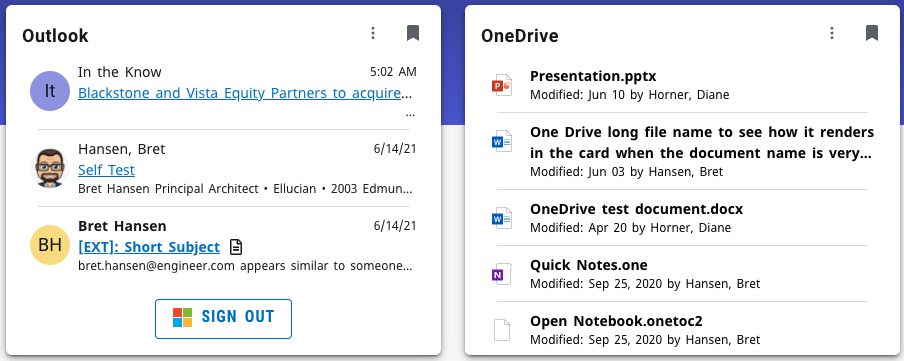 Outlook
It
In the Know
5:02 AM
Blackstone and Vista Equity Partners to acquire...
...
Hansen, Bret
6/14/21
Self Test
Bret Hansen Principal Architect • Ellucian • 2003 Edmun...
BH
Bret Hansen
6/14/21
[EXT]: Short Subject
bret.hansen@engineer.com appears similar to someone...
SIGN OUT
OneDrive
Presentation.pptx
Modified: Jun 10 by Horner, Diane
One Drive long file name to see how it renders
in the card when the document name is very...
Modified: Jun 03 by Hansen, Bret
OneDrive test document.docx
Modified: Apr 20 by Horner, Diane
Quick Notes.one
Modified: Sep 25, 2020 by Hansen, Bret
Open Notebook.onetoc2
Modified: Sep 25, 2020 by Hansen, Bret